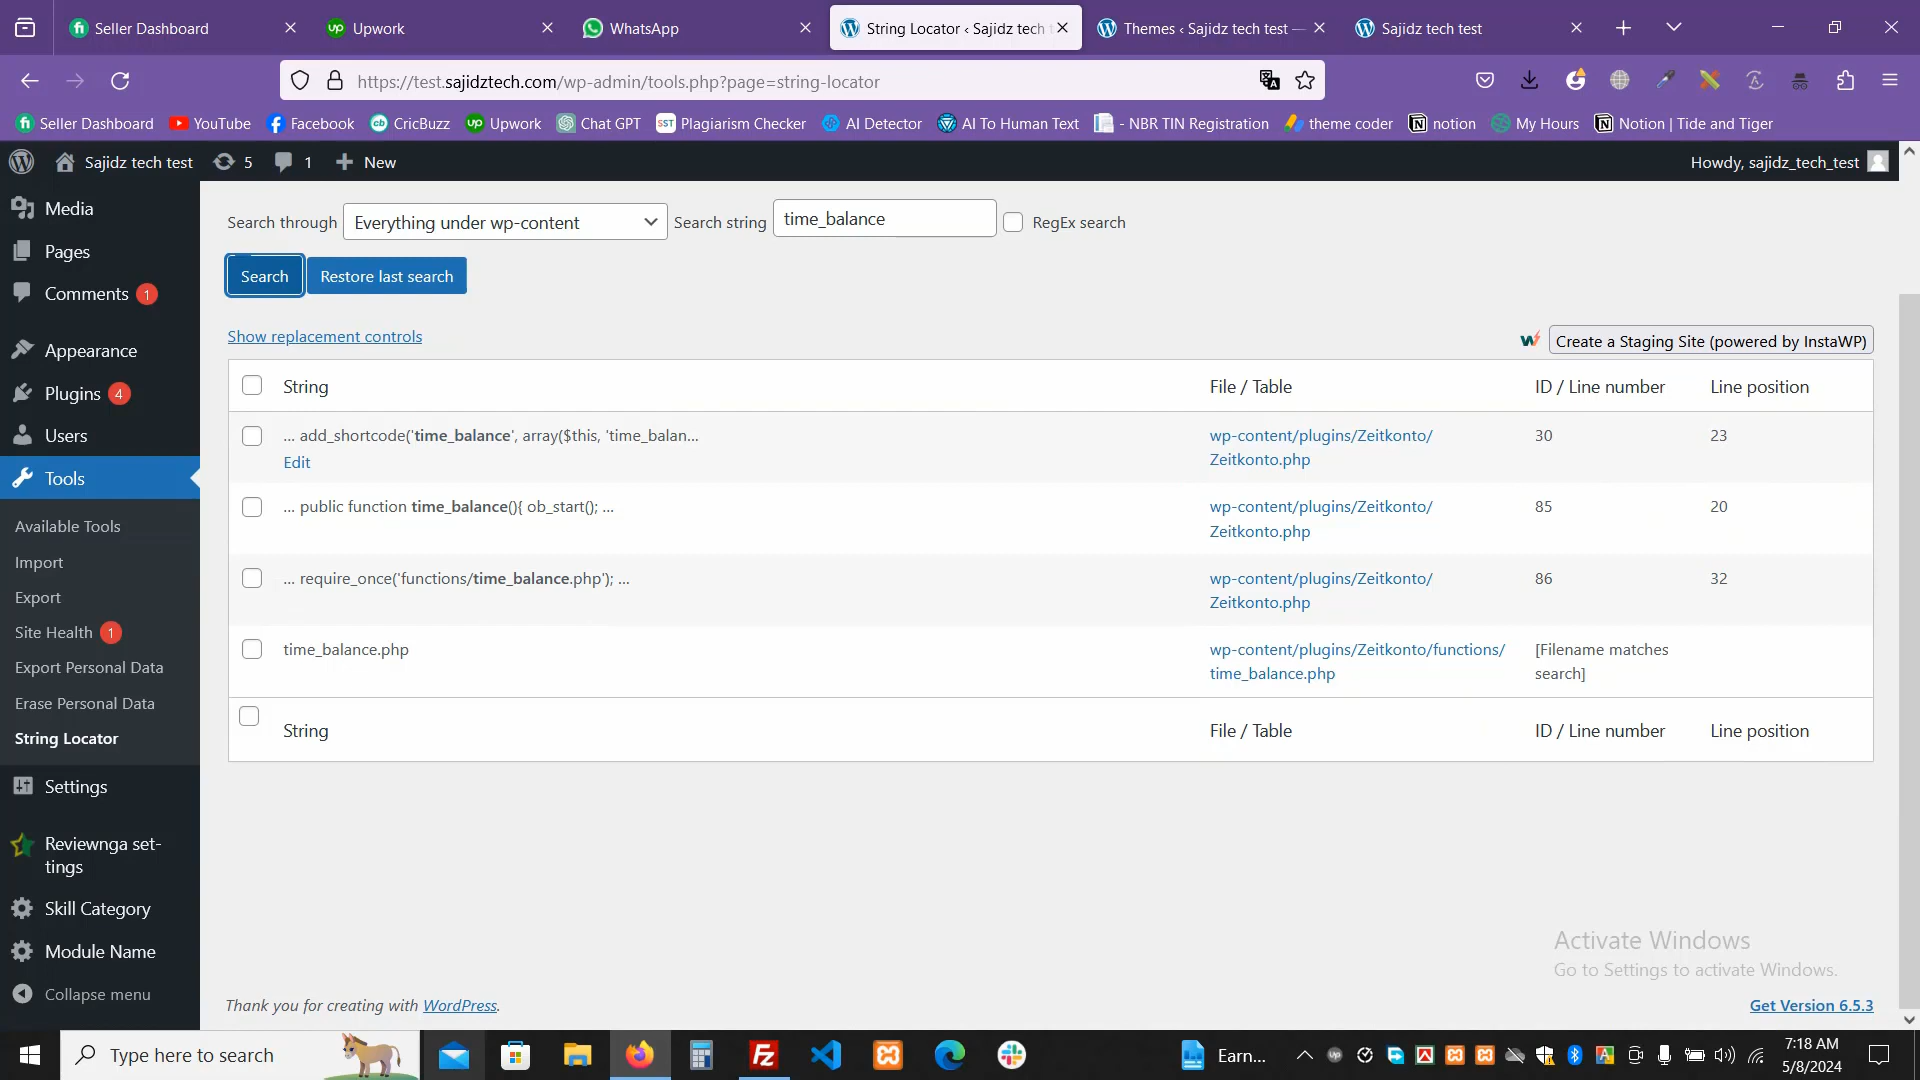 Seller Dashboard
Upwork
WhatsApp
String Locator ‹ Sajidz tech t
Themes ‹ Sajidz tech test —
Sajidz tech test
https://test.sajidztech.com/wp-admin/tools.php?page=string-locator
Seller Dashboard
YouTube
Facebook
CricBuzz
Upwork
Chat GPT
SST Plagiarism Checker
AI Detector
AI To Human Text
- NBR TIN Registration
theme coder
notion
My Hours
Notion | Tide and Tiger
Sajidz tech test
5
1
New
Howdy, sajidz_tech_test
Media
Pages
Comments 1
Appearance
Plugins 4
Users
Tools
Available Tools
Import
Export
Site Health 1
Export Personal Data
Erase Personal Data
String Locator
Settings
Reviewnga set-
tings
Skill Category
Module Name
Collapse menu
Search through
Everything under wp-content
Search string
time_balance
RegEx search
Search
Restore last search
Show replacement controls
Create a Staging Site (powered by InstaWP)
String
File / Table
ID / Line number
Line position
... add_shortcode('time_balance', array($this, 'time_balan...
Edit
wp-content/plugins/Zeitkonto/
Zeitkonto.php
30
23
... public function time_balance(){ ob_start(); ...
wp-content/plugins/Zeitkonto/
Zeitkonto.php
85
20
... require_once('functions/time_balance.php'); ...
wp-content/plugins/Zeitkonto/
Zeitkonto.php
86
32
time_balance.php
wp-content/plugins/Zeitkonto/functions/
time_balance.php
[Filename matches
search]
String
File / Table
ID / Line number
Line position
Activate Windows
Go to Settings to activate Windows.
Thank you for creating with WordPress.
Get Version 6.5.3
Type here to search
Earn...
7:18 AM
5/8/2024